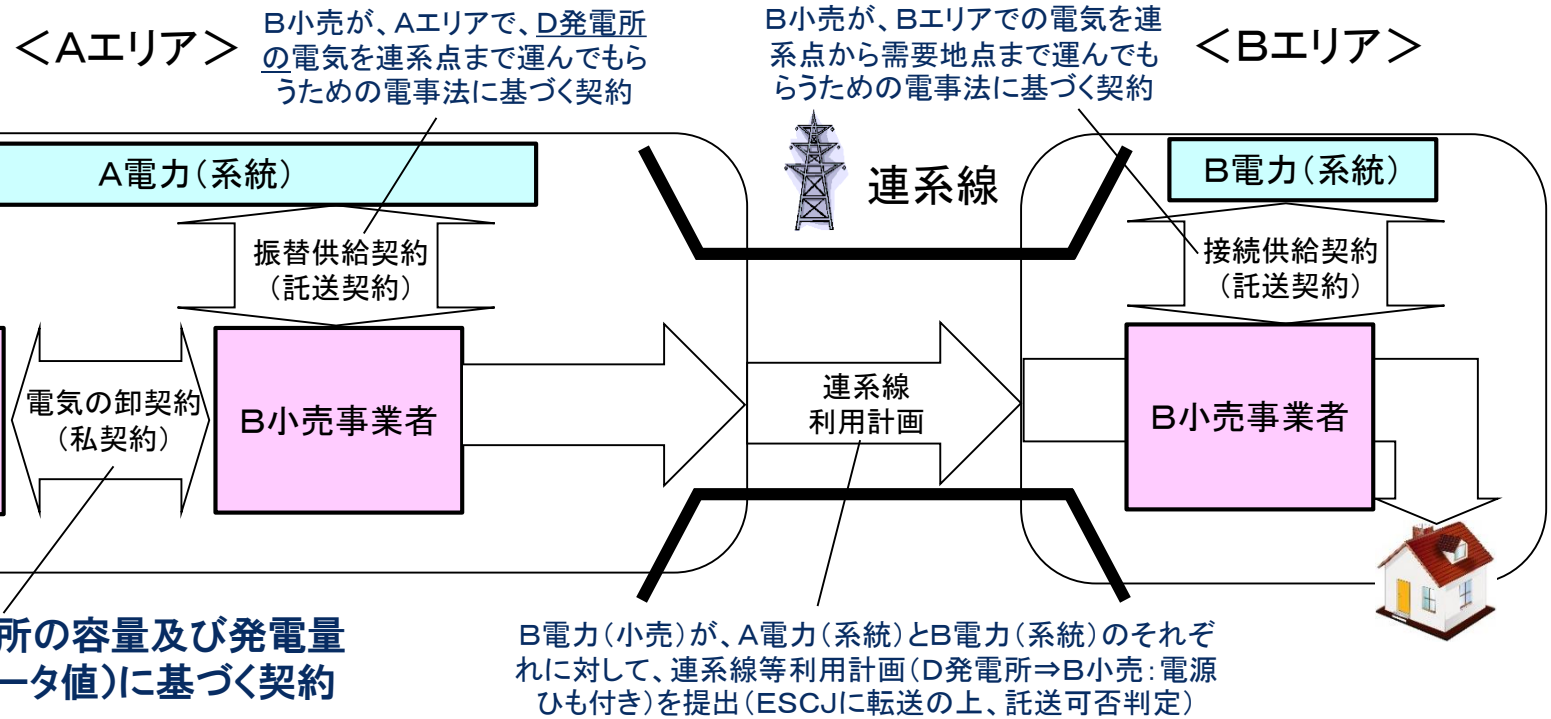 ＜Aエリア＞
B小売が、Aエリアで、D発電所
の電気を連系点まで運んでもら
うための電事法に基づく契約
B小売が、Bエリアでの電気を連
系点から需要地点まで運んでも
らうための電事法に基づく契約
＜Bエリア＞
A電力（系統）
連系線
B電力（系統）
振替供給契約
（託送契約）
接続供給契約
（託送契約）
電気の卸契約
（私契約）
B小売事業者
連系線
利用計画
B小売事業者
所の容量及び発電量
ータ値）に基づく契約
B電力（小売）が、A電力（系統）とB電力（系統）のそれぞ
れに対して、連系線等利用計画（D発電所⇒B小売：電源
ひも付き）を提出（ESCJに転送の上、託送可否判定）